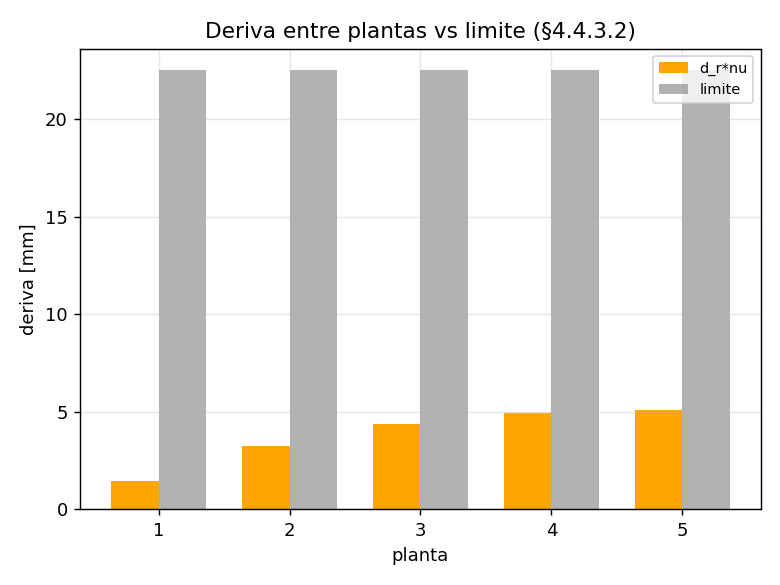 Deriva entre plantas vs limite (§4.4.3.2)
d_r*nu
limite
deriva [mm]
20
15
10
5
0
1 2 3 4 5
planta